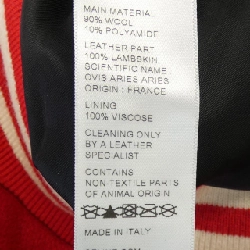 MAIN MATERIAL
90% WOOL
10% POLYAMIDE
LEATHER PART
100% LAMBSKIN
SCIENTIFIC NAME:
OVIS ARIES ARIES
ORIGIN : FRANCE
LINING
100% VISCOSE
CLEANING ONLY
BY A LEATHER
SPECIALIST
CONTAINS
NON-TEXTILE PARTS
OF ANIMAL ORIGIN
MADE IN ITALY